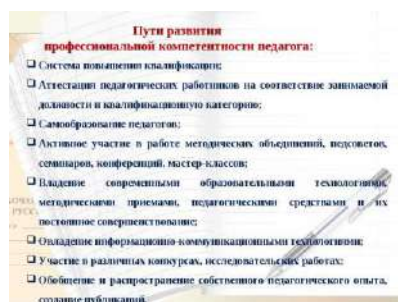 Пути развития
профессиональной компетентности педагога:
Система повышения квалификации;
Аттестация педагогических работников на соответствие занимаемой
должности и квалификационную категорию;
Самообразование педагогов;
Активное участие в работе методических объединений, педсоветов,
семинаров, конференций, мастер-классов;
Владение современными образовательными технологиями,
методическими приемами, педагогическими средствами и их
постоянное совершенствование;
Овладение информационно-коммуникационными технологиями;
Участие в различных конкурсах, исследовательских работах;
Обобщение и распространение собственного педагогического опыта,
создание публикаций.